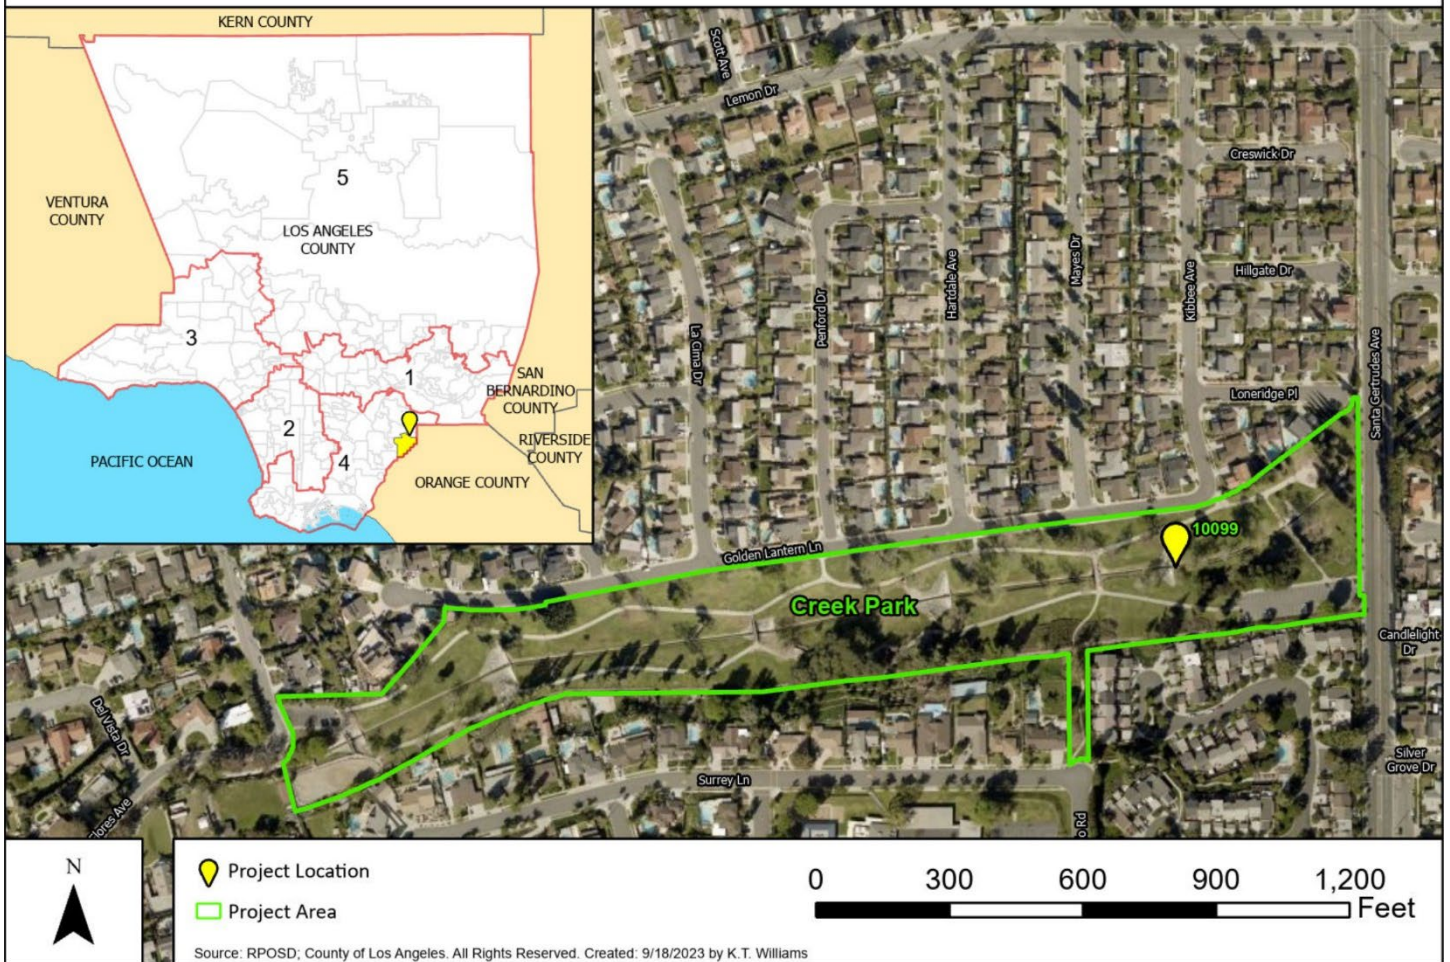 KERN COUNTY
5
VENTURA
COUNTY
LOS ANGELES
COUNTY
3
1
SAN
BERNARDINO
COUNTY
2
RIVERSIDE
COUNTY
4
PACIFIC OCEAN
ORANGE COUNTY
Scott Ave
Lemon Dr
Creswick Dr
Hartdale Ave
Mayes Dr
Kibbee Ave
Hillgate Dr
Penford Dr
La Cima Dr
Santa Gertrudes Ave
Loneridge Pl
10099
Golden Lantern Ln
Creek Park
Candlelight
Dr
Del Vista Dr
Silver
Grove Dr
Surrey Ln
Flores Ave
o Rd
N
Project Location
Project Area
0 300 600 900 1,200
Feet
Source: RPOSD; County of Los Angeles. All Rights Reserved. Created: 9/18/2023 by K.T. Williams